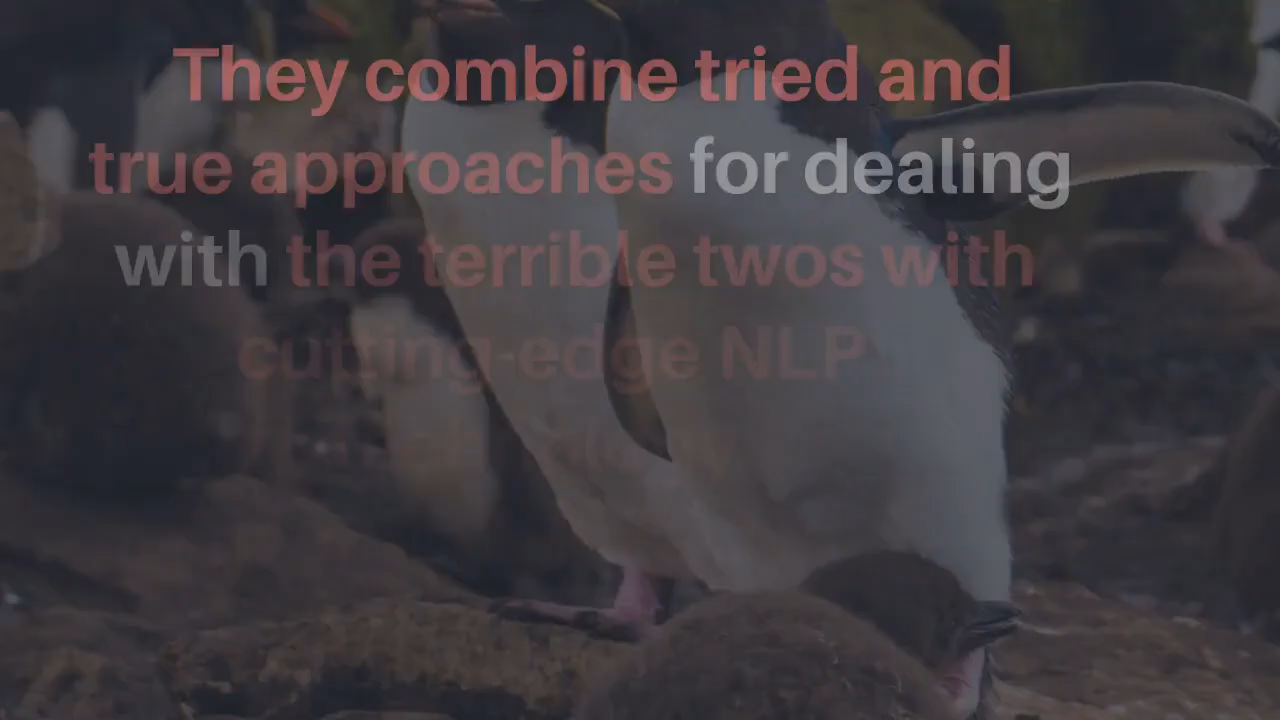 They combine tried and
true approaches for dealing
with the terrible twos with
cutting-edge NLP